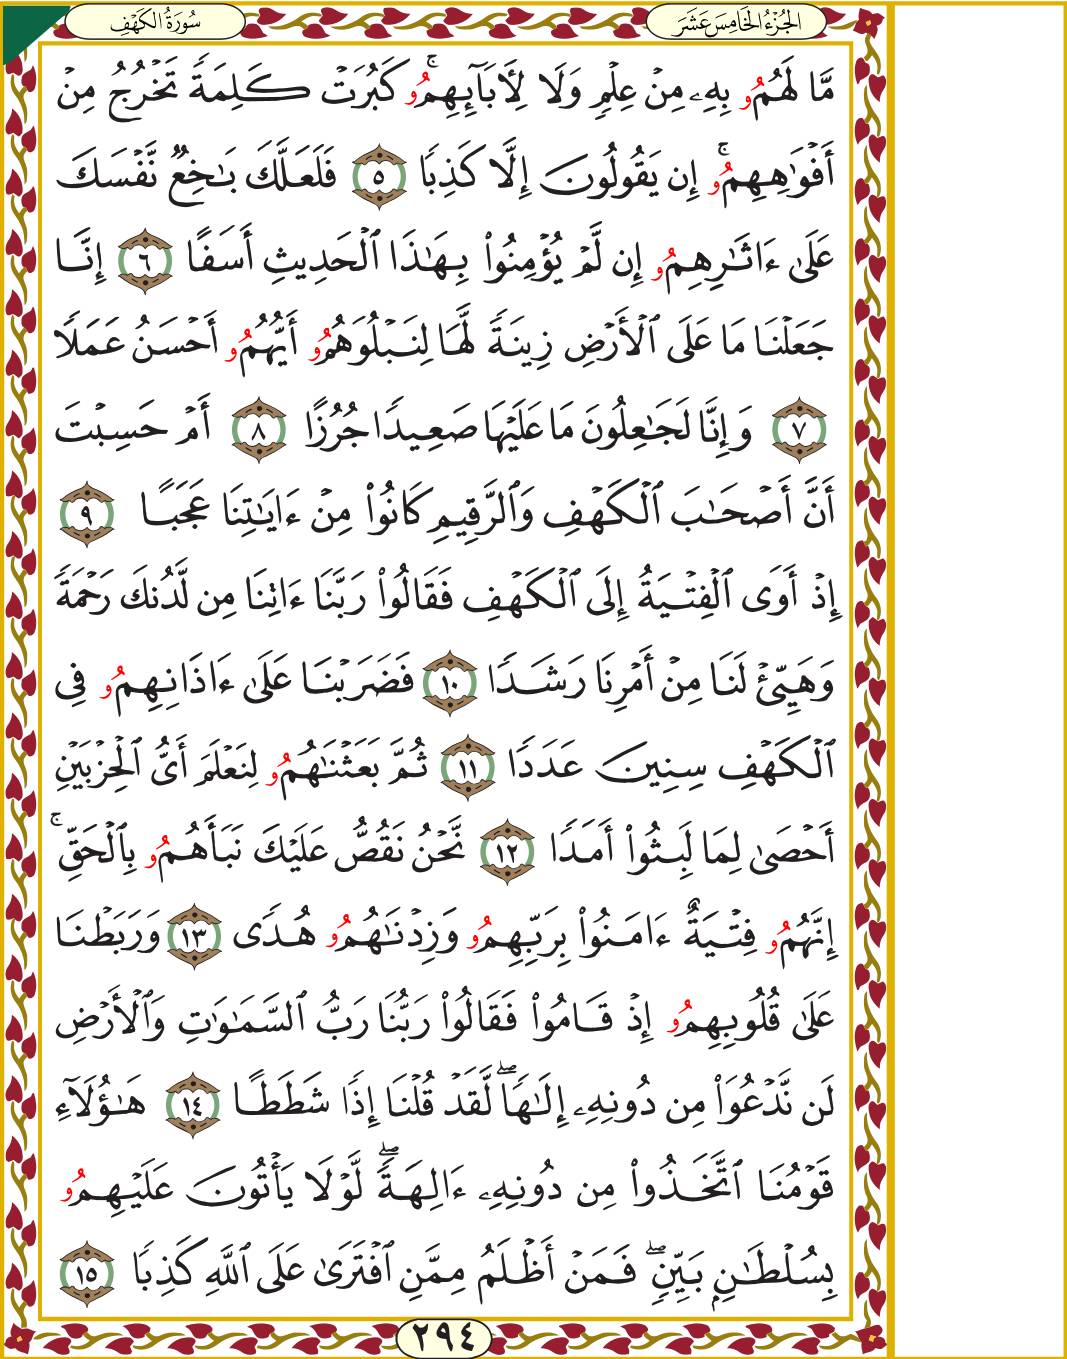 الجُزْءُ الخَامِسَ عَشَرَ
سُورَةُ الكَهْفِ
مَّا لَهُمُۥ بِهِۦ مِنْ عِلْمٍ وَلَا لِأَبَآئِهِمُۥۚ كَبُرَتْ كَلِمَةً تَخْرُجُ مِنْ
أَفْوَٰهِهِمُۥۚ إِن يَقُولُونَ إِلَّا كَذِبًا ٥ فَلَعَلَّكَ بَٰخِعٌ نَّفْسَكَ
عَلَىٰ ءَاثَٰرِهِمُۥ إِن لَّمْ يُؤْمِنُوا۟ بِهَٰذَا ٱلْحَدِيثِ أَسَفًا ٦ إِنَّا
جَعَلْنَا مَا عَلَى ٱلْأَرْضِ زِينَةً لَّهَا لِنَبْلُوَهُمُۥ أَيُّهُمُۥ أَحْسَنُ عَمَلًا
٧ وَإِنَّا لَجَٰعِلُونَ مَا عَلَيْهَا صَعِيدًا جُرُزًا ٨ أَمْ حَسِبْتَ
أَنَّ أَصْحَٰبَ ٱلْكَهْفِ وَٱلرَّقِيمِ كَانُوا۟ مِنْ ءَايَٰتِنَا عَجَبًا ٩
إِذْ أَوَى ٱلْفِتْيَةُ إِلَى ٱلْكَهْفِ فَقَالُوا۟ رَبَّنَا ءَاتِنَا مِن لَّدُنكَ رَحْمَةً
وَهَيِّئْ لَنَا مِنْ أَمْرِنَا رَشَدًا ١٠ فَضَرَبْنَا عَلَىٰ ءَاذَانِهِمُۥ فِى
ٱلْكَهْفِ سِنِينَ عَدَدًا ١١ ثُمَّ بَعَثْنَٰهُمُۥ لِنَعْلَمَ أَىُّ ٱلْحِزْبَيْنِ
أَحْصَىٰ لِمَا لَبِثُوا۟ أَمَدًا ١٢ نَّحْنُ نَقُصُّ عَلَيْكَ نَبَأَهُمُۥ بِٱلْحَقِّۚ
إِنَّهُمُۥ فِتْيَةٌ ءَامَنُوا۟ بِرَبِّهِمُۥ وَزِدْنَٰهُمُۥ هُدًى ١٣ وَرَبَطْنَا
عَلَىٰ قُلُوبِهِمُۥ إِذْ قَامُوا۟ فَقَالُوا۟ رَبُّنَا رَبُّ ٱلسَّمَٰوَٰتِ وَٱلْأَرْضِ
لَن نَّدْعُوَا۟ مِن دُونِهِۦ إِلَٰهًاۖ لَّقَدْ قُلْنَا إِذًا شَطَطًا ١٤ هَٰؤُلَآءِ
قَوْمُنَا ٱتَّخَذُوا۟ مِن دُونِهِۦ ءَالِهَةًۖ لَّوْلَا يَأْتُونَ عَلَيْهِمُۥ
بِسُلْطَٰنٍ بَيِّنٍۖ فَمَنْ أَظْلَمُ مِمَّنِ ٱفْتَرَىٰ عَلَى ٱللَّهِ كَذِبًا ١٥
٢٩٤